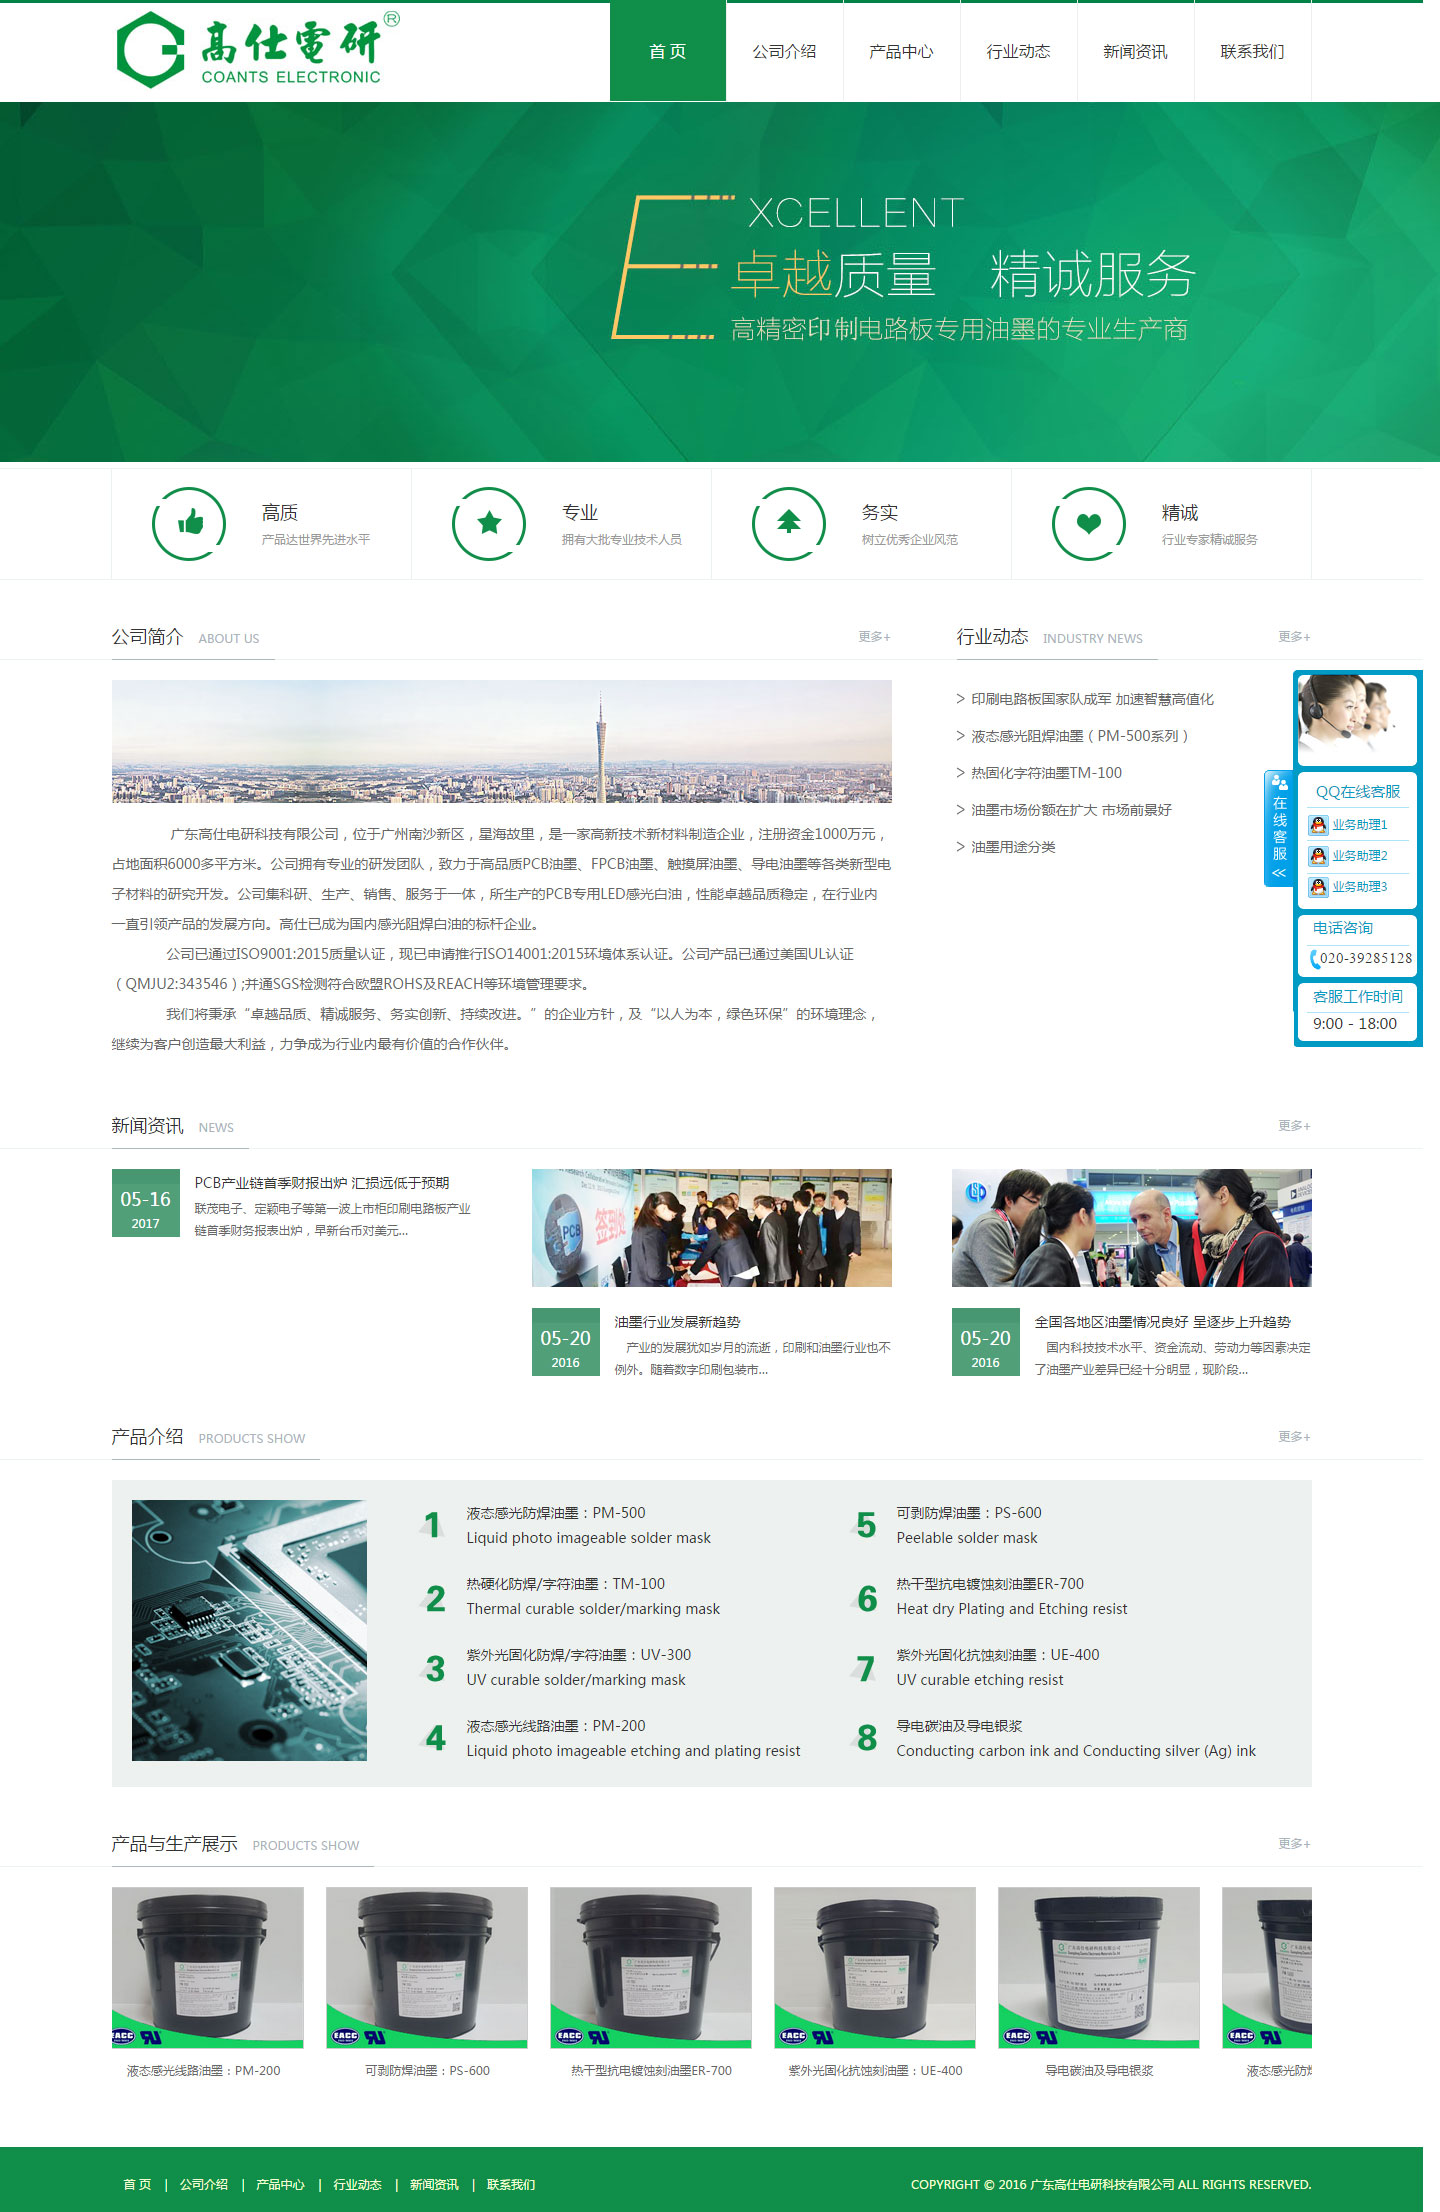 高仕電研®
COANTS ELECTRONIC
首 页
公司介绍
产品中心
行业动态
新闻资讯
联系我们
EXCELLENT
卓越质量 精诚服务
高精密印制电路板专用油墨的专业生产商
高质
产品达世界先进水平
专业
拥有大批专业技术人员
务实
树立优秀企业风范
精诚
行业专家精诚服务
公司简介 ABOUT US 更多+
广东高仕电研科技有限公司，位于广州南沙新区，星海故里，是一家高新技术新材料制造企业，注册资金1000万元，
占地面积6000多平方米。公司拥有专业的研发团队，致力于高品质PCB油墨、FPCB油墨、触摸屏油墨、导电油墨等各类新型电
子材料的研究开发。公司集科研、生产、销售、服务于一体，所生产的PCB专用LED感光白油，性能卓越品质稳定，在行业内
一直引领产品的发展方向。高仕已成为国内感光阻焊白油的标杆企业。
公司已通过ISO9001:2015质量认证，现已申请推行ISO14001:2015环境体系认证。公司产品已通过美国UL认证
（QMJU2:343546）;并通SGS检测符合欧盟ROHS及REACH等环境管理要求。
我们将秉承“卓越品质、精诚服务、务实创新、持续改进。”的企业方针，及“以人为本，绿色环保”的环境理念，
继续为客户创造最大利益，力争成为行业内最有价值的合作伙伴。
行业动态 INDUSTRY NEWS 更多+
> 印刷电路板国家队成军 加速智慧高值化
> 液态感光阻焊油墨（PM-500系列）
> 热固化字符油墨TM-100
> 油墨市场份额在扩大 市场前景好
> 油墨用途分类
在线客服
<<
QQ在线客服
业务助理1
业务助理2
业务助理3
电话咨询
020-39285128
客服工作时间
9:00 - 18:00
新闻资讯 NEWS 更多+
05-16
2017
PCB产业链首季财报出炉 汇损远低于预期
联茂电子、定颖电子等第一波上市柜印刷电路板产业
链首季财务报表出炉，早新台币对美元...
PCB
签到处
05-20
2016
油墨行业发展新趋势
产业的发展犹如岁月的流逝，印刷和油墨行业也不
例外。随着数字印刷包装市...
05-20
2016
全国各地区油墨情况良好 呈逐步上升趋势
国内科技技术水平、资金流动、劳动力等因素决定
了油墨产业差异已经十分明显，现阶段...
产品介绍 PRODUCTS SHOW 更多+
1
液态感光防焊油墨：PM-500
Liquid photo imageable solder mask
2
热硬化防焊/字符油墨：TM-100
Thermal curable solder/marking mask
3
紫外光固化防焊/字符油墨：UV-300
UV curable solder/marking mask
4
液态感光线路油墨：PM-200
Liquid photo imageable etching and plating resist
5
可剥防焊油墨：PS-600
Peelable solder mask
6
热干型抗电镀蚀刻油墨ER-700
Heat dry Plating and Etching resist
7
紫外光固化抗蚀刻油墨：UE-400
UV curable etching resist
8
导电碳油及导电银浆
Conducting carbon ink and Conducting silver (Ag) ink
产品与生产展示 PRODUCTS SHOW 更多+
EACC
EACC
EACC
EACC
EACC
EACC
液态感光线路油墨：PM-200
可剥防焊油墨：PS-600
热干型抗电镀蚀刻油墨ER-700
紫外光固化抗蚀刻油墨：UE-400
导电碳油及导电银浆
液态感光防
首 页 | 公司介绍 | 产品中心 | 行业动态 | 新闻资讯 | 联系我们
COPYRIGHT © 2016 广东高仕电研科技有限公司 ALL RIGHTS RESERVED.